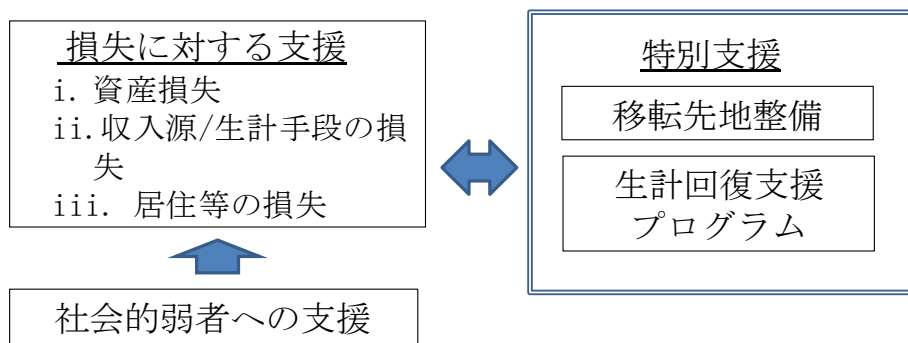 損失に対する支援
i. 資産損失
ii.収入源/生計手段の損
失
iii. 居住等の損失
社会的弱者への支援
特別支援
移転先地整備
生計回復支援
プログラム